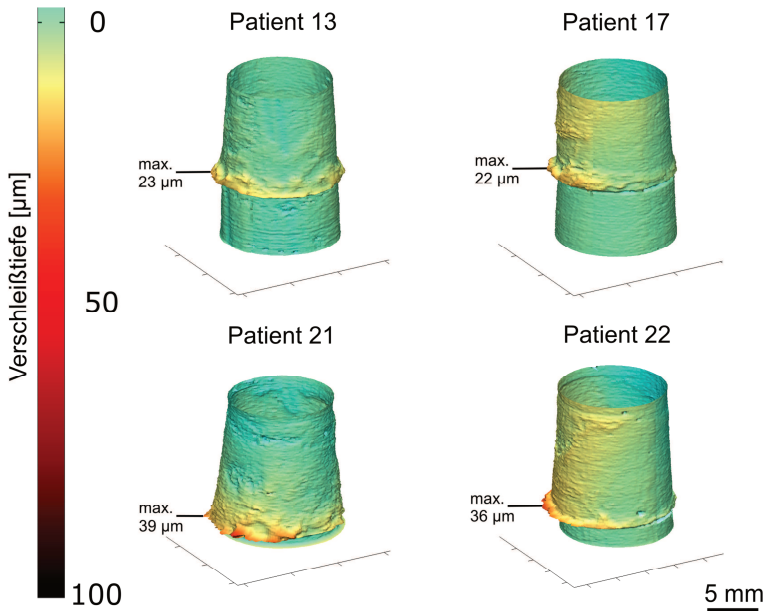 Verschleißtiefe [µm]
0
50
100
Patient 13
max.
23 µm
Patient 17
max.
22 µm
Patient 21
max.
39 µm
Patient 22
max.
36 µm
5 mm